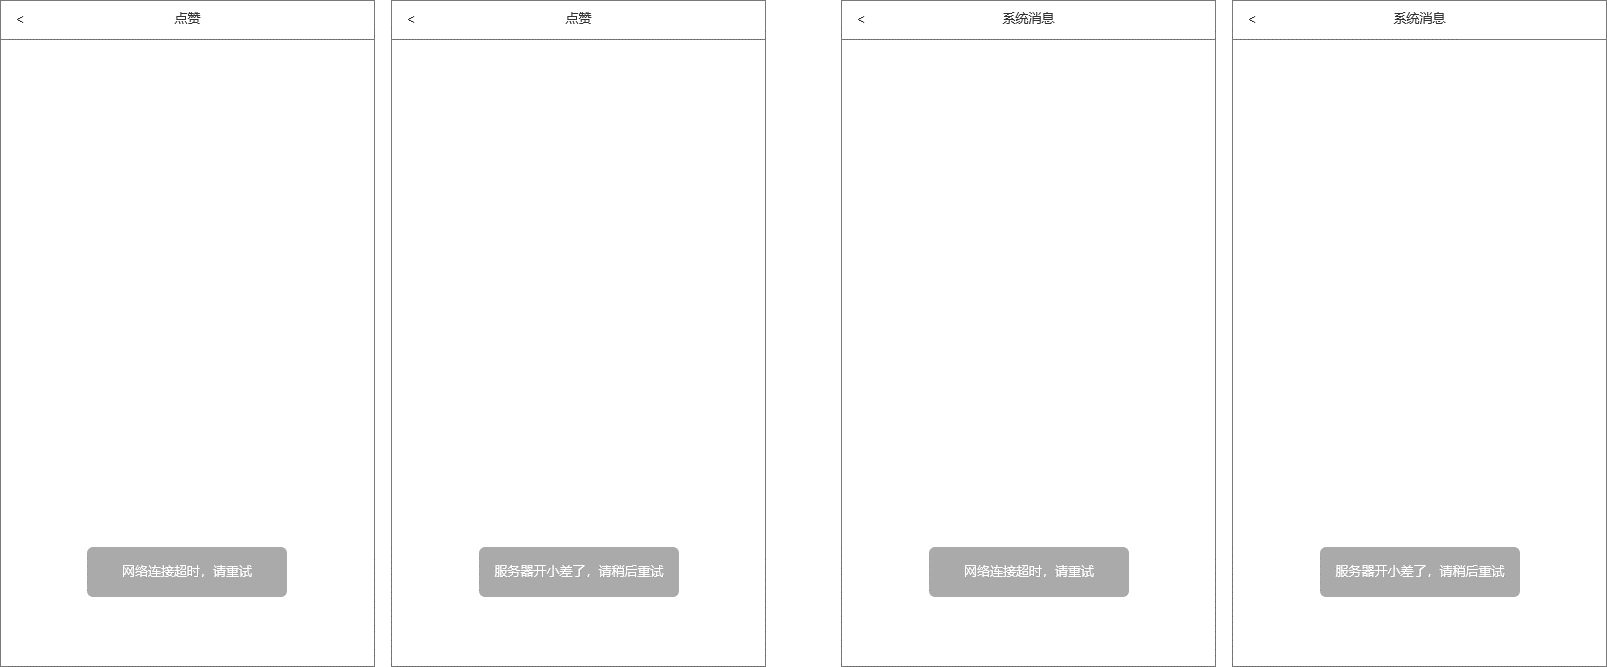 < 点赞
网络连接超时，请重试
< 点赞
服务器开小差了，请稍后重试
< 系统消息
网络连接超时，请重试
< 系统消息
服务器开小差了，请稍后重试